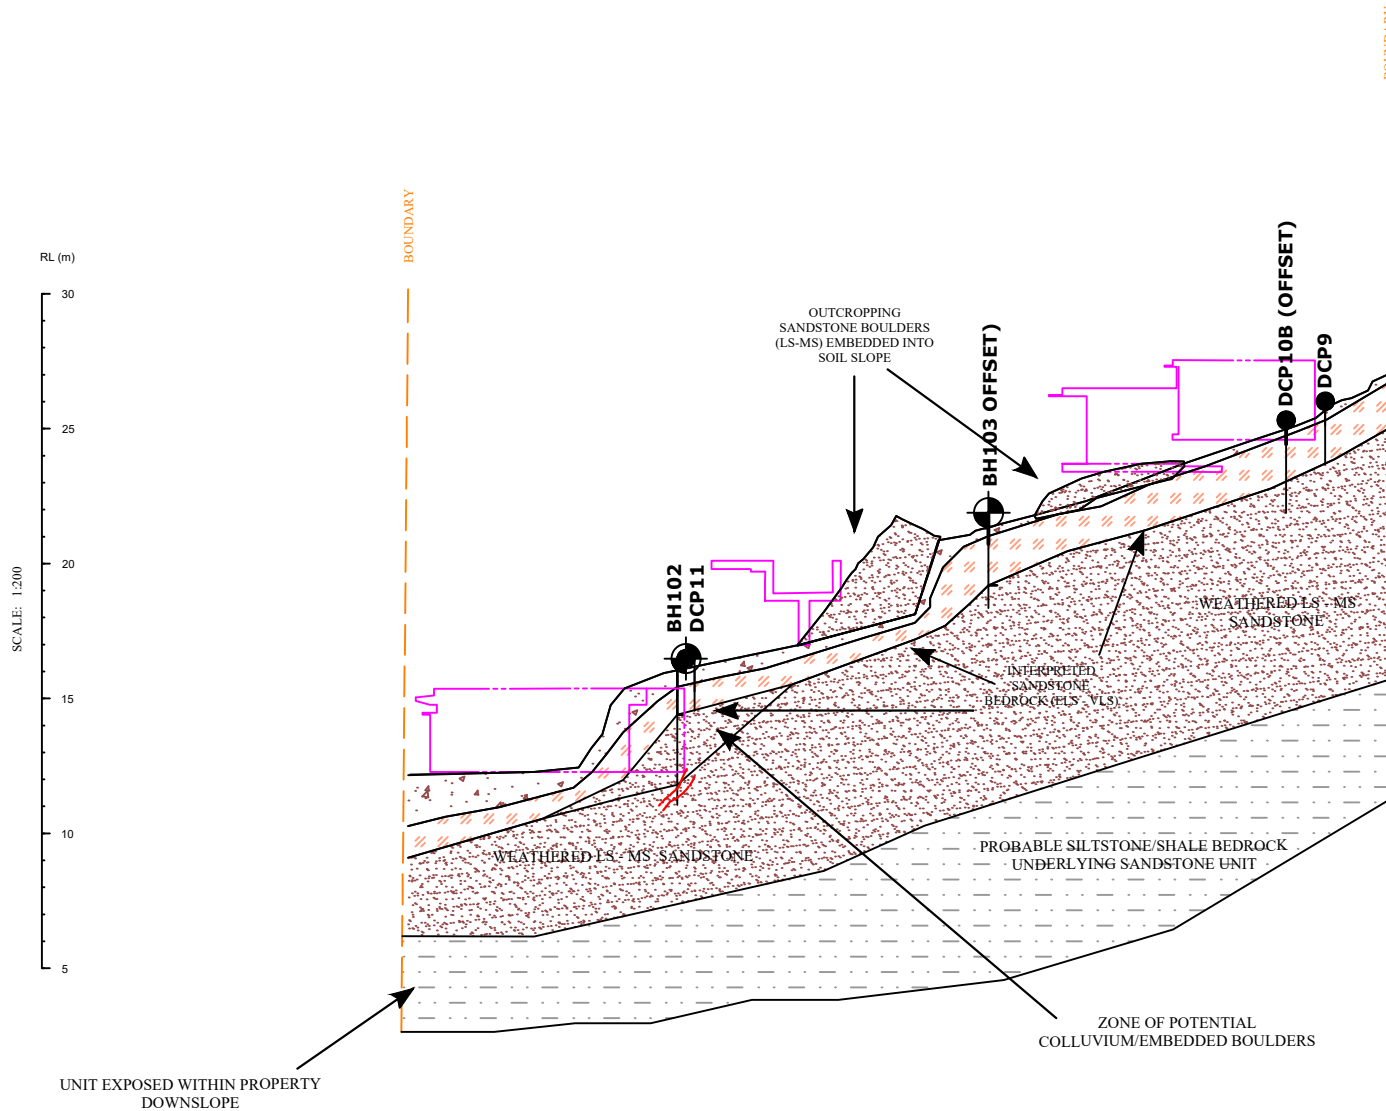 BOUNDARY
BOUNDARY
RL (m)
30
25
20
15
10
5
SCALE: 1:200
OUTCROPPING
SANDSTONE BOULDERS
(LS-MS) EMBEDDED INTO
SOIL SLOPE
BH102
DCP11
BH103 OFFSET)
DCP10B (OFFSET)
DCP9
WEATHERED LS - MS
SANDSTONE
INTERPRETED
SANDSTONE
BEDROCK (ELS - VLS)
WEATHERED LS - MS SANDSTONE
PROBABLE SILTSTONE/SHALE BEDROCK
UNDERLYING SANDSTONE UNIT
ZONE OF POTENTIAL
COLLUVIUM/EMBEDDED BOULDERS
UNIT EXPOSED WITHIN PROPERTY
DOWNSLOPE